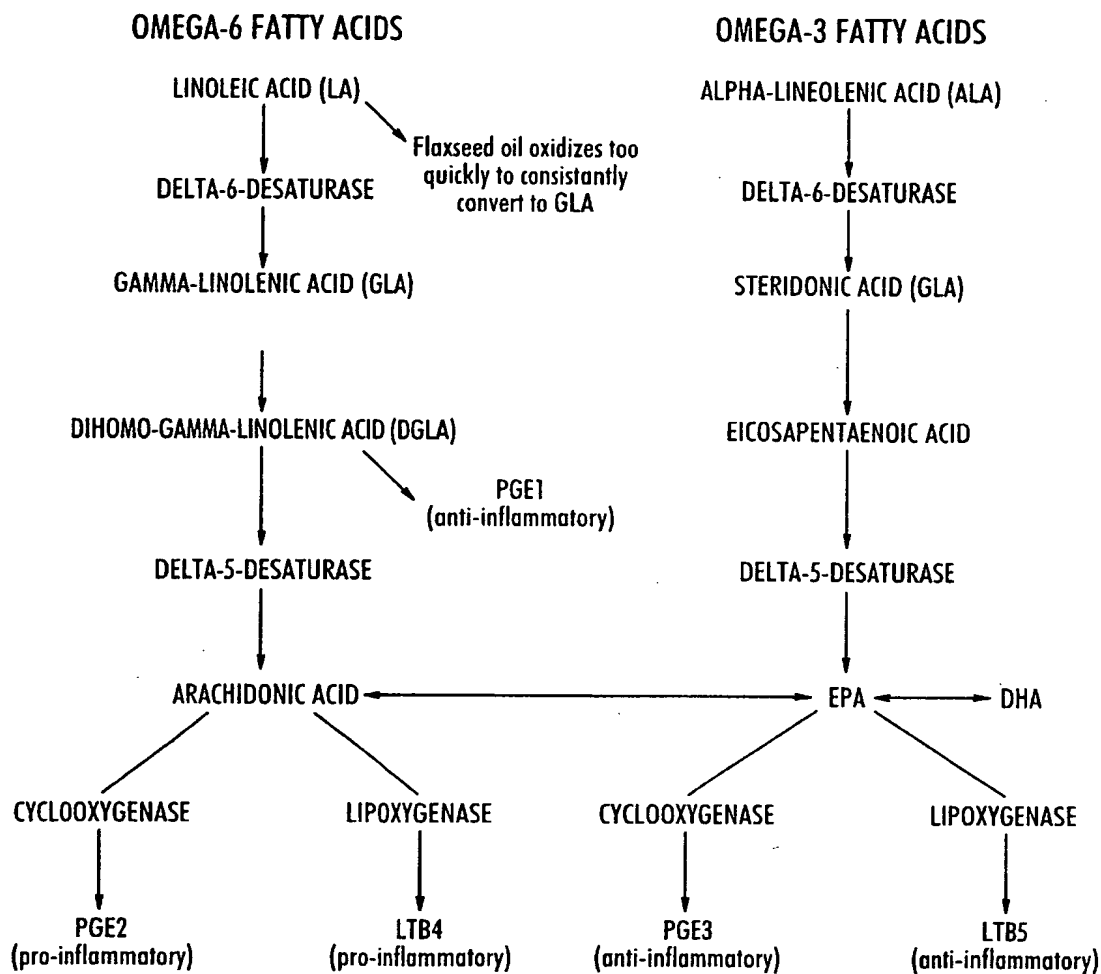 OMEGA-6 FATTY ACIDS
OMEGA-3 FATTY ACIDS
LINOLEIC ACID (LA)
ALPHA-LINEOLENIC ACID (ALA)
Flaxseed oil oxidizes too
quickly to consistantly
convert to GLA
DELTA-6-DESATURASE
DELTA-6-DESATURASE
GAMMA-LINOLENIC ACID (GLA)
STERIDONIC ACID (GLA)
DIHOMO-GAMMA-LINOLENIC ACID (DGLA)
EICOSAPENTAENOIC ACID
PGE1
(anti-inflammatory)
DELTA-5-DESATURASE
DELTA-5-DESATURASE
ARACHIDONIC ACID
EPA
DHA
CYCLOOXYGENASE
LIPOXYGENASE
CYCLOOXYGENASE
LIPOXYGENASE
PGE2
(pro-inflammatory)
LTB4
(pro-inflammatory)
PGE3
(anti-inflammatory)
LTB5
(anti-inflammatory)